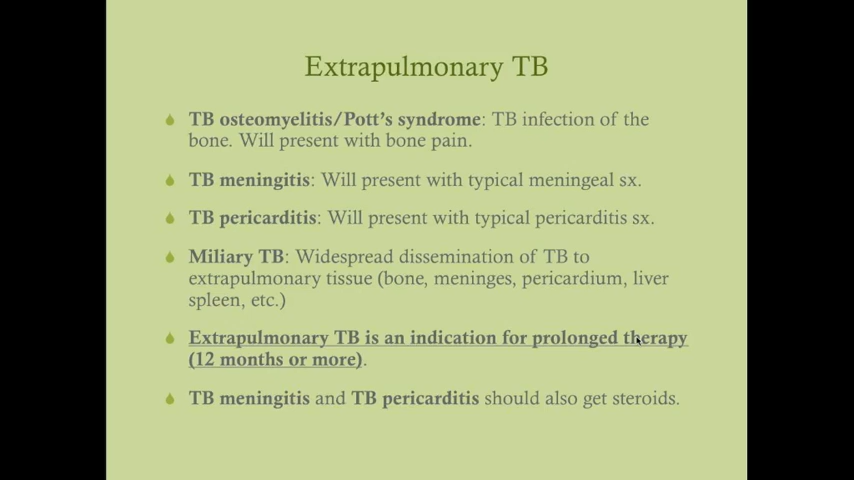 Extrapulmonary TB
TB osteomyelitis/Pott's syndrome: TB infection of the
bone. Will present with bone pain.
TB meningitis: Will present with typical meningeal sx.
TB pericarditis: Will present with typical pericarditis sx.
Miliary TB: Widespread dissemination of TB to
extrapulmonary tissue (bone, meninges, pericardium, liver
spleen, etc.)
Extrapulmonary TB is an indication for prolonged therapy
(12 months or more).
TB meningitis and TB pericarditis should also get steroids.